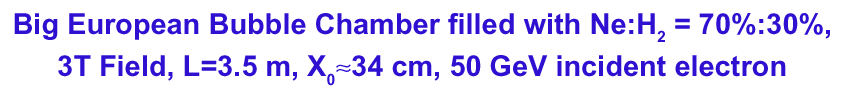 Big European Bubble Chamber filled with Ne:H₂ = 70%:30%,
3T Field, L=3.5 m, X₀≈34 cm, 50 GeV incident electron